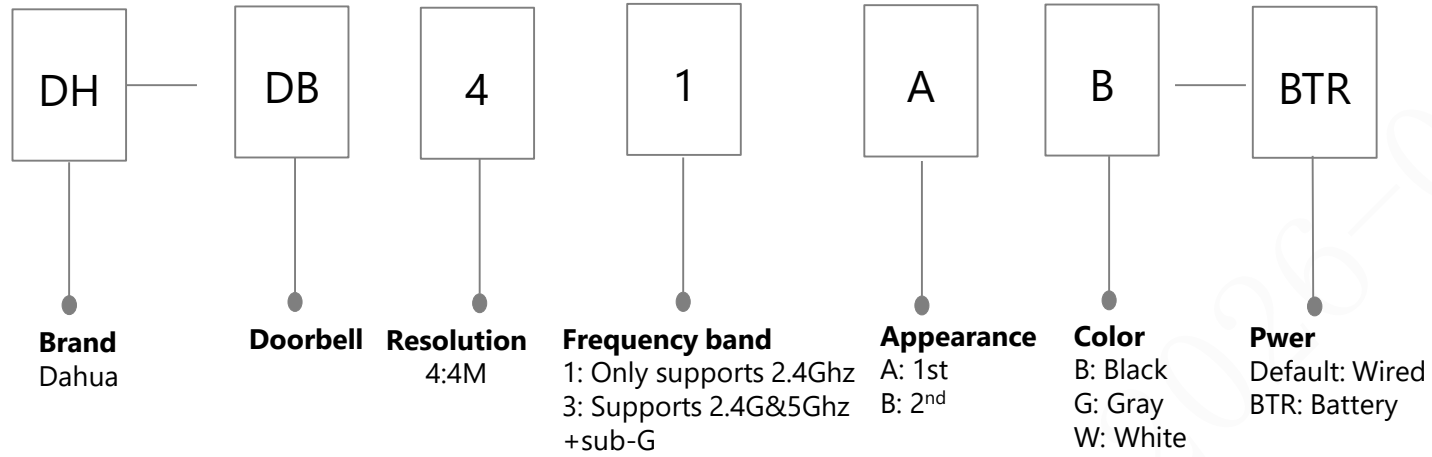 DH DB 4 1 A B BTR
Brand
Dahua
Doorbell
Resolution
4:4M
Frequency band
1: Only supports 2.4Ghz
3: Supports 2.4G&5Ghz
+sub-G
Appearance
A: 1st
B: 2nd
Color
B: Black
G: Gray
W: White
Pwer
Default: Wired
BTR: Battery